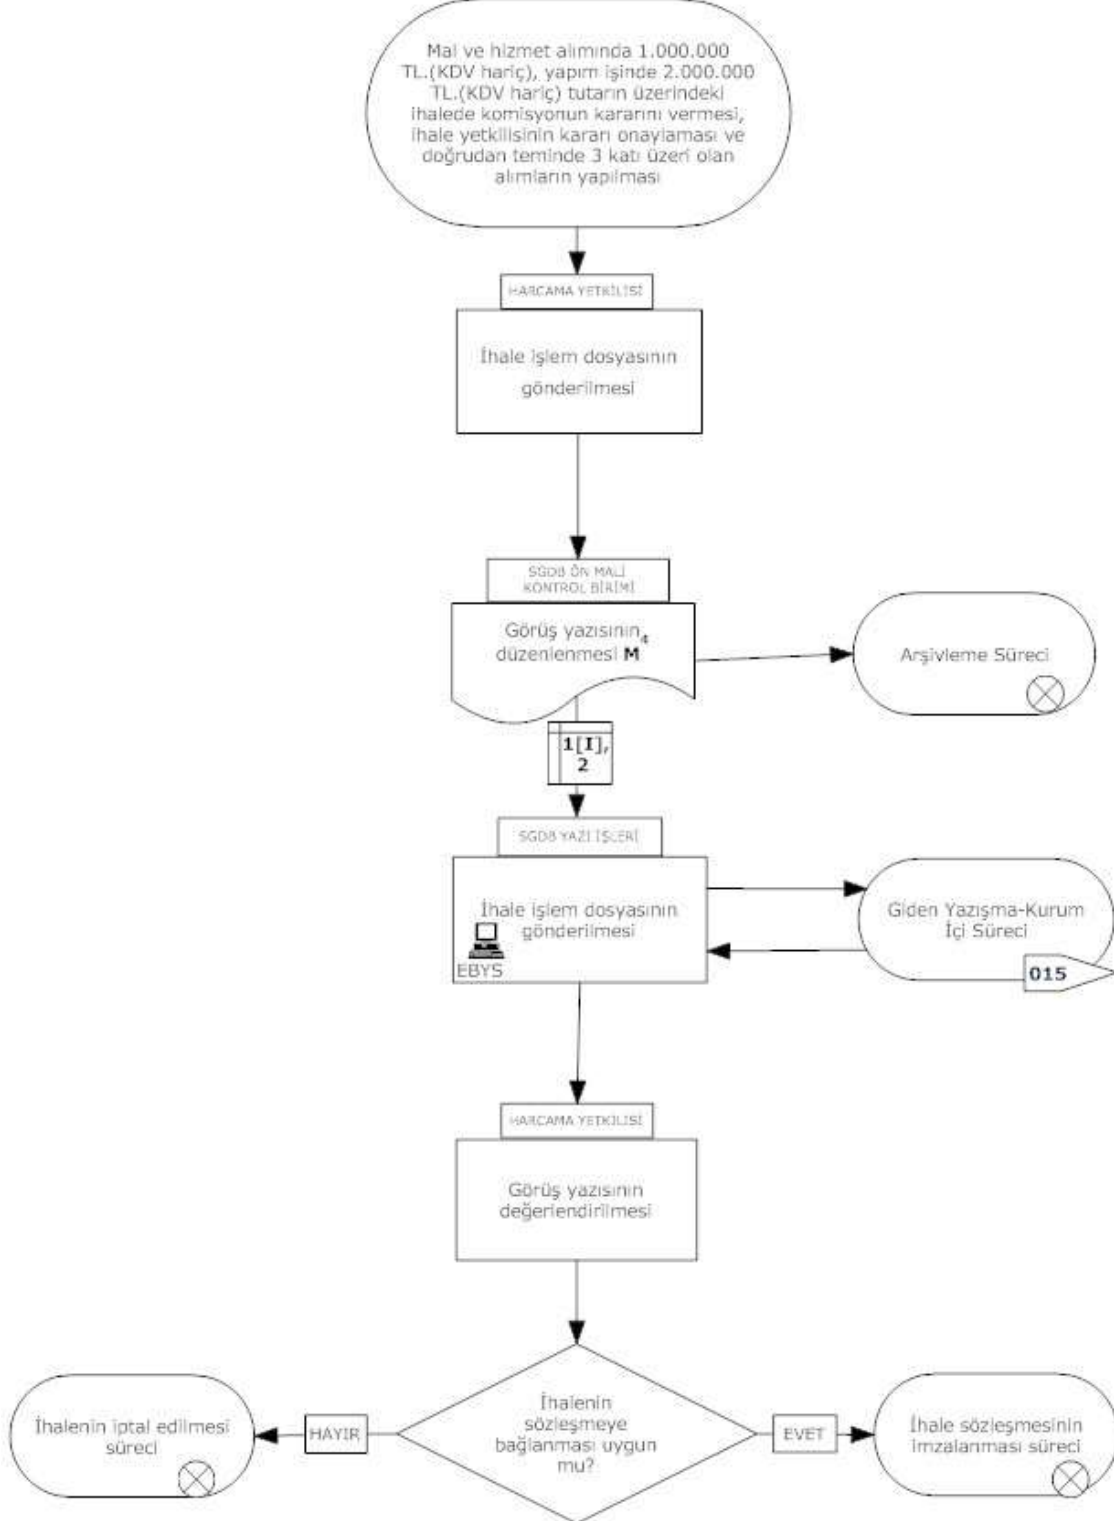 Mal ve hizmet alımında 1.000.000
TL.(KDV hariç), yapım işinde 2.000.000
TL.(KDV hariç) tutarın üzerindeki
ihalede komisyonun kararını vermesi,
ihale yetkilisinin kararı onaylaması ve
doğrudan teminde 3 katı üzeri olan
alımların yapılması
HARCAMA YETKİLİSİ
İhale işlem dosyasının
gönderilmesi
SGDB ÖN MALİ
KONTROL BİRİMİ
Görüş yazısının
düzenlenmesi M4
Arşivleme Süreci
1[I],
2
SGDB YAZI İŞLERİ
İhale işlem dosyasının
gönderilmesi
EBYS
Giden Yazışma-Kurum
İçi Süreci
015
HARCAMA YETKİLİSİ
Görüş yazısının
değerlendirilmesi
İhalenin
sözleşmeye
bağlanması uygun
mu?
HAYIR
İhalenin iptal edilmesi
süreci
EVET
İhale sözleşmesinin
imzalanması süreci